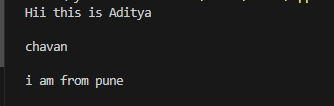 Hii this is Aditya
chavan
i am from pune